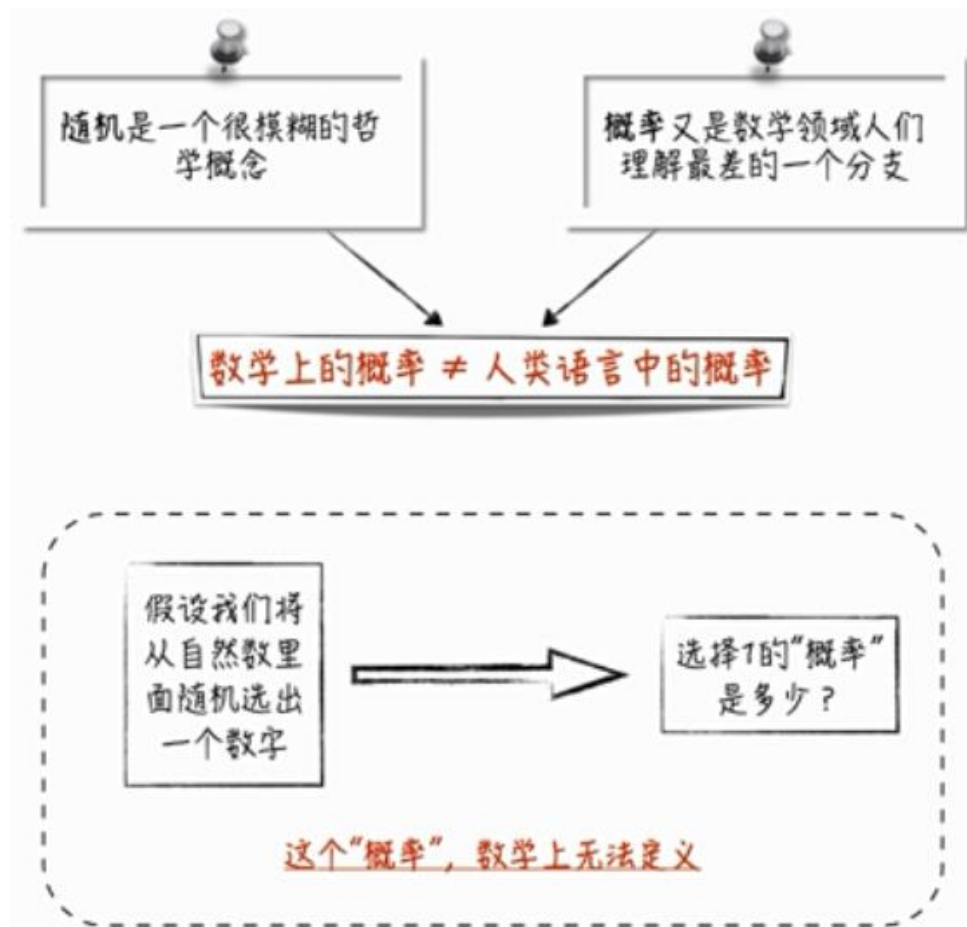 随机是一个很模糊的哲
学概念
概率又是数学领域人们
理解最差的一个分支
数学上的概率 ≠ 人类语言中的概率
假设我们将
从自然数里
面随机选出
一个数字
选择1的“概率”
是多少？
这个“概率”，数学上无法定义